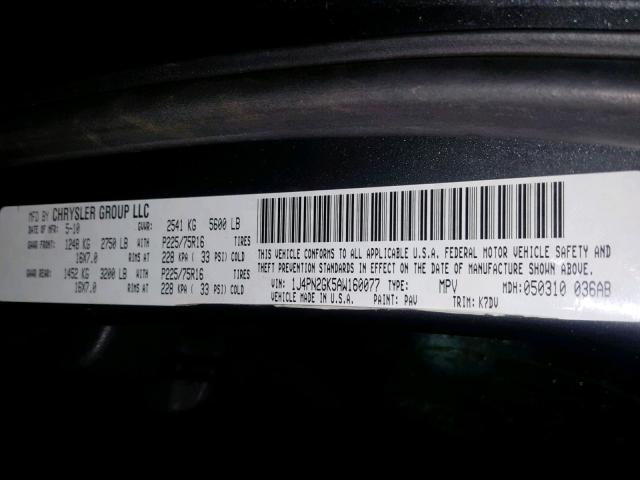 MFD BY CHRYSLER GROUP LLC
DATE OF MFR: 5-10 GVWR: 2541 KG 5600 LB
GAWR FRONT: 1248 KG 2750 LB WITH P225/75R16 TIRES
16X7.0 RIMS AT 228 KPA ( 33 PSI) COLD
GAWR REAR: 1452 KG 3200 LB WITH P225/75R16 TIRES
16X7.0 RIMS AT 228 KPA ( 33 PSI) COLD
THIS VEHICLE CONFORMS TO ALL APPLICABLE U.S.A. FEDERAL MOTOR VEHICLE SAFETY AND
THEFT PREVENTION STANDARDS IN EFFECT ON THE DATE OF MANUFACTURE SHOWN ABOVE.
VIN: 1J4PN2GK5AW160077 TYPE: MPV MDH: 050310 036AB
VEHICLE MADE IN U.S.A. PAINT: PAV TRIM: K7DV